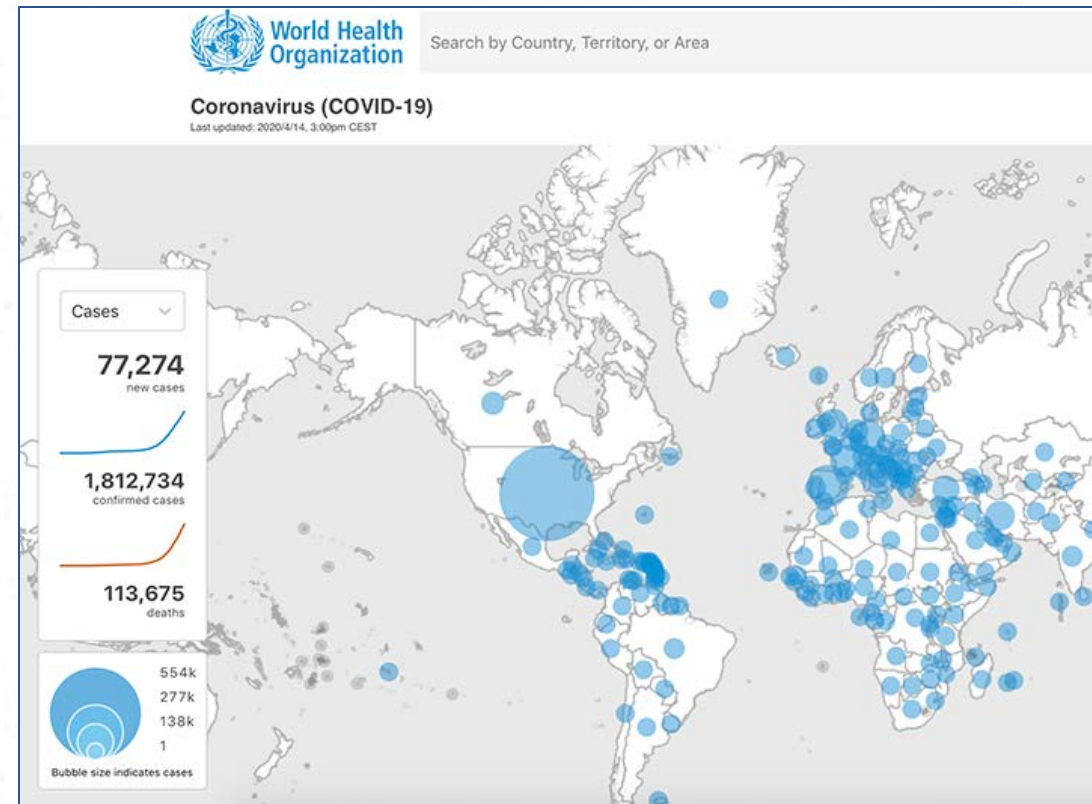 World Health
Organization
Search by Country, Territory, or Area
Coronavirus (COVID-19)
Last updated: 2020/4/14, 3:00pm CEST
Cases
77,274
new cases
1,812,734
confirmed cases
113,675
deaths
554k
277k
138k
1
Bubble size indicates cases